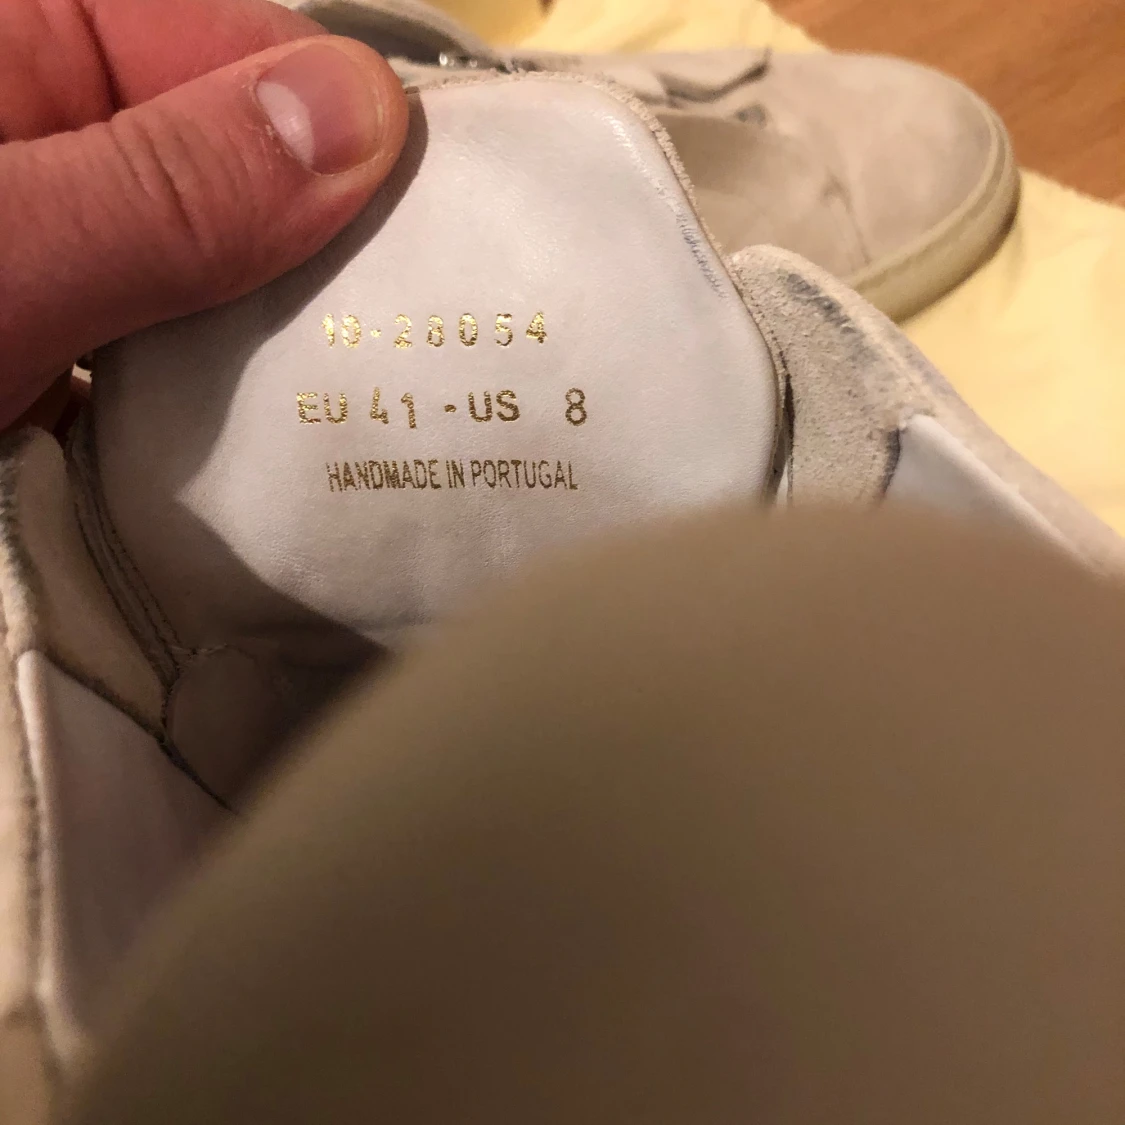 10-28054
EU 41 - US 8
HANDMADE IN PORTUGAL